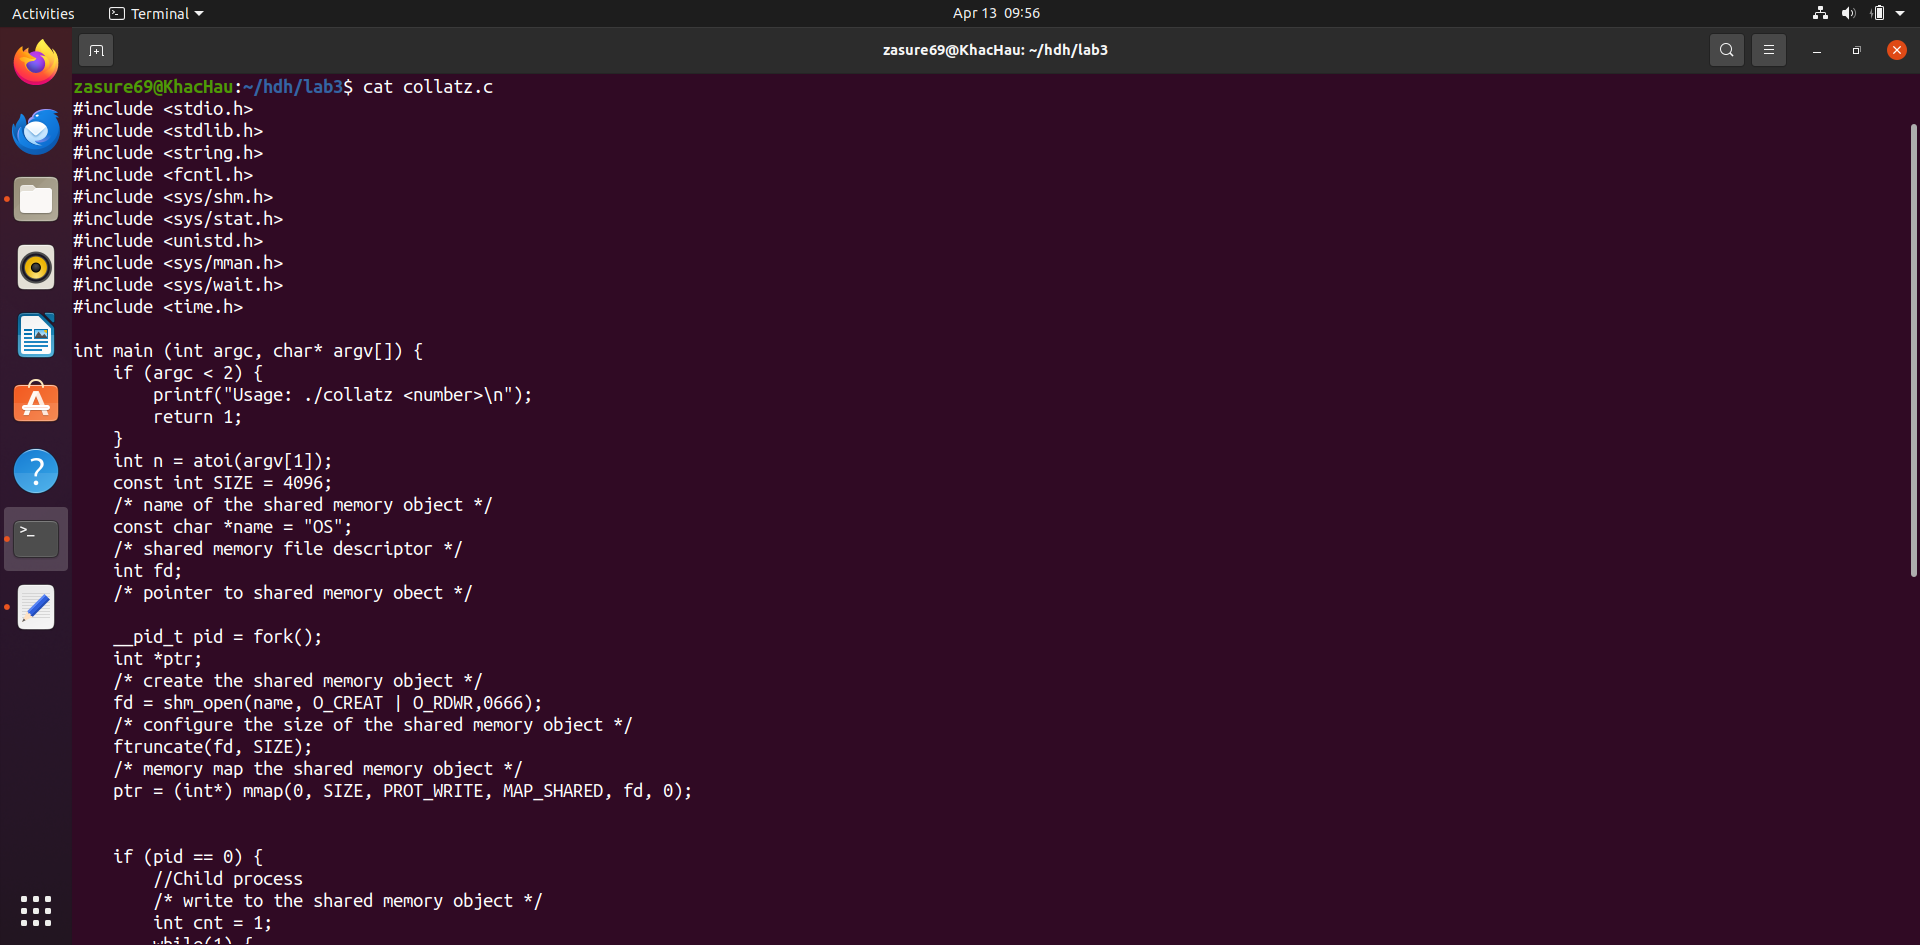 Activities
Terminal
Apr 13 09:56
zasure69@KhacHau: ~/hdh/lab3
zasure69@KhacHau:~/hdh/lab3$ cat collatz.c
#include <stdio.h>
#include <stdlib.h>
#include <string.h>
#include <fcntl.h>
#include <sys/shm.h>
#include <sys/stat.h>
#include <unistd.h>
#include <sys/mman.h>
#include <sys/wait.h>
#include <time.h>
int main (int argc, char* argv[]) {
    if (argc < 2) {
        printf("Usage: ./collatz <number>\n");
        return 1;
    }
    int n = atoi(argv[1]);
    const int SIZE = 4096;
    /* name of the shared memory object */
    const char *name = "OS";
    /* shared memory file descriptor */
    int fd;
    /* pointer to shared memory obect */
    __pid_t pid = fork();
    int *ptr;
    /* create the shared memory object */
    fd = shm_open(name, O_CREAT | O_RDWR,0666);
    /* configure the size of the shared memory object */
    ftruncate(fd, SIZE);
    /* memory map the shared memory object */
    ptr = (int*) mmap(0, SIZE, PROT_WRITE, MAP_SHARED, fd, 0);
    if (pid == 0) {
        //Child process
        /* write to the shared memory object */
        int cnt = 1;
        while(1) {